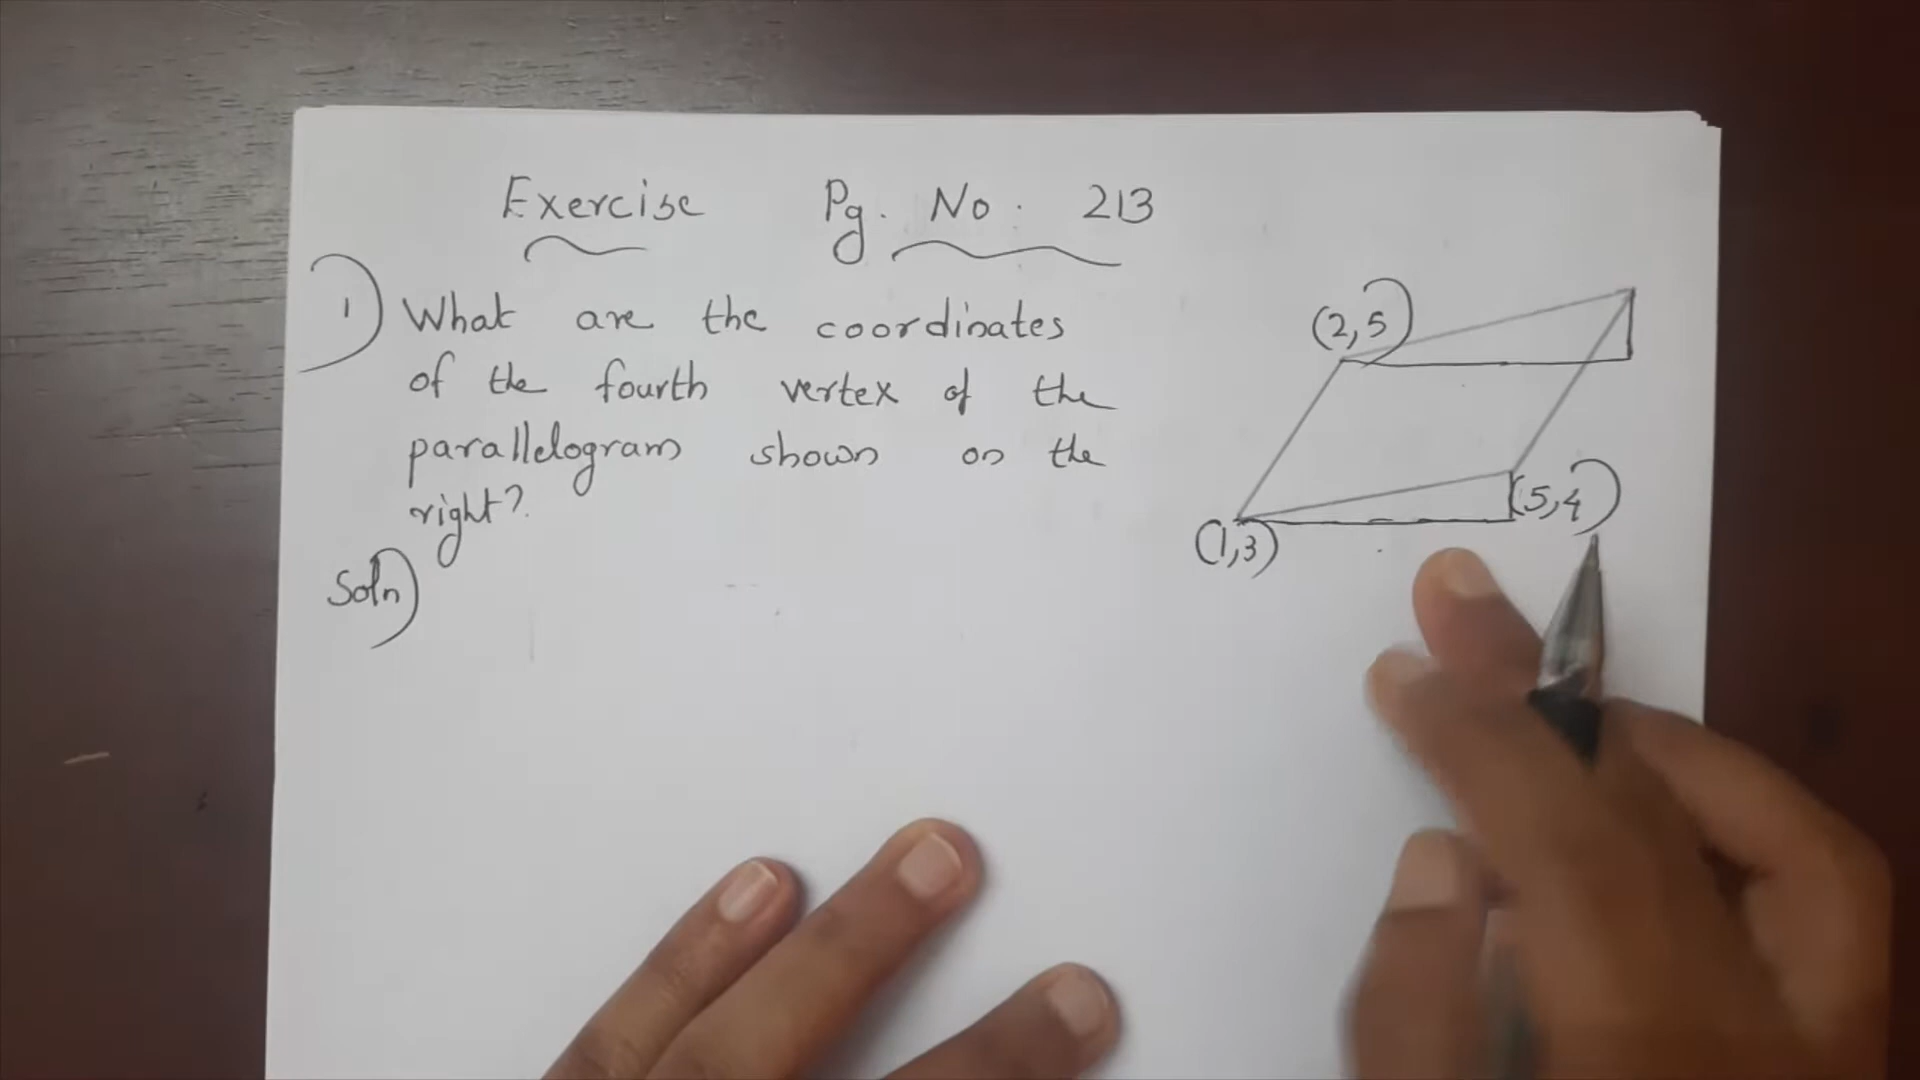 Exercise Pg. No. 213
1) What are the coordinates
of the fourth vertex of the
parallelogram shown on the
right?
Soln)
(2,5)
(5,4)
(1,3)